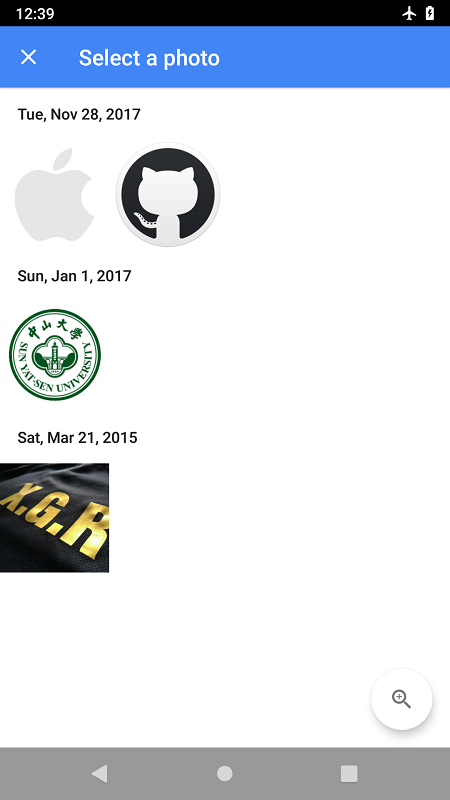 12:39
Select a photo
Tue, Nov 28, 2017
Sun, Jan 1, 2017
中山大学
SUN YAT-SEN UNIVERSITY
Sat, Mar 21, 2015
X.G.R